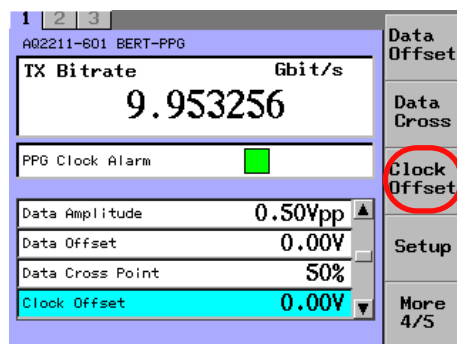 1 2 3
AQ2211-601 BERT-PPG
TX Bitrate Gbit/s
9.953256
PPG Clock Alarm
Data Amplitude 0.50Vpp
Data Offset 0.00V
Data Cross Point 50%
Clock Offset 0.00V
Data
Offset
Data
Cross
Clock
Offset
Setup
More
4/5